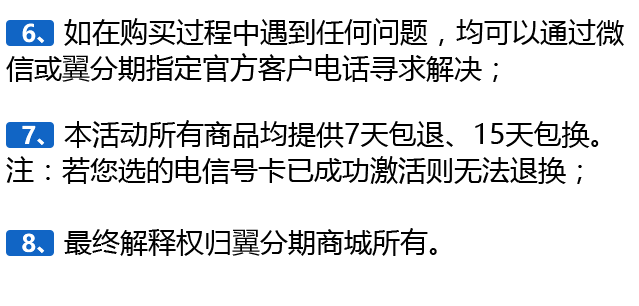 6、如在购买过程中遇到任何问题，均可以通过微
信或翼分期指定官方客户电话寻求解决；
7、本活动所有商品均提供7天包退、15天包换。
注：若您选的电信号卡已成功激活则无法退换；
8、最终解释权归翼分期商城所有。